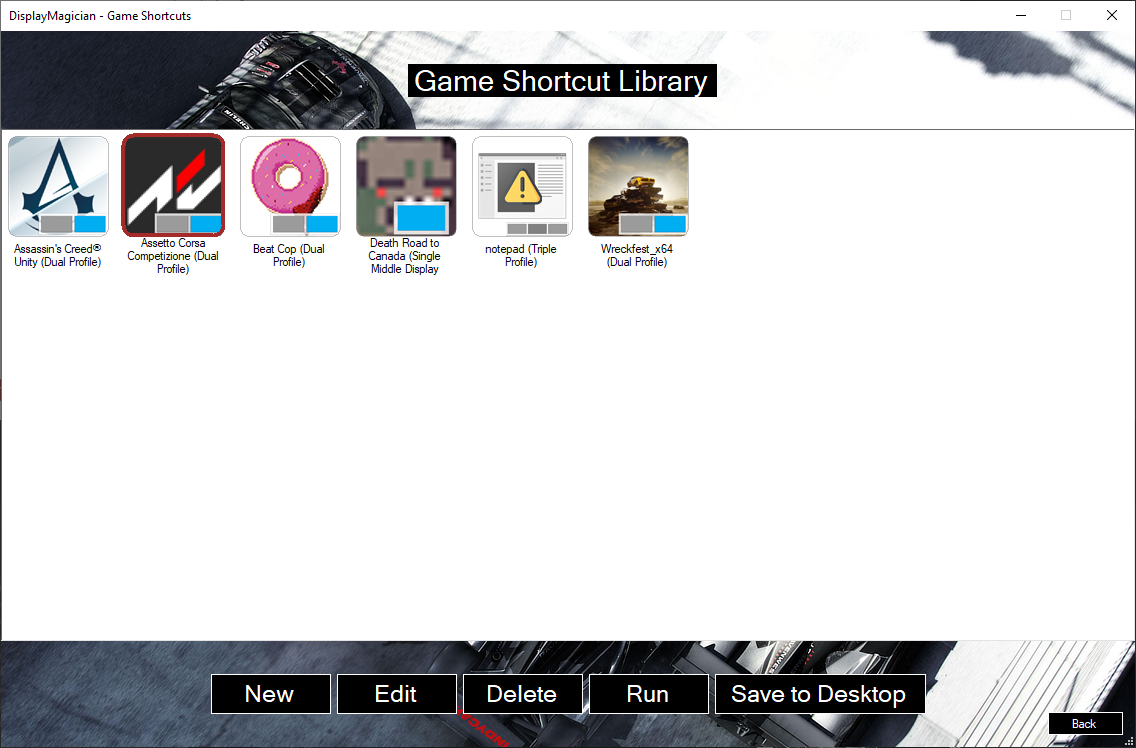 DisplayMagician - Game Shortcuts
Game Shortcut Library
Assassin's Creed®
Unity (Dual Profile)
Assetto Corsa
Competizione (Dual
Profile)
Beat Cop (Dual
Profile)
Death Road to
Canada (Single
Middle Display
notepad (Triple
Profile)
Wreckfest_x64
(Dual Profile)
New
Edit
Delete
Run
Save to Desktop
INDYCAR
Back